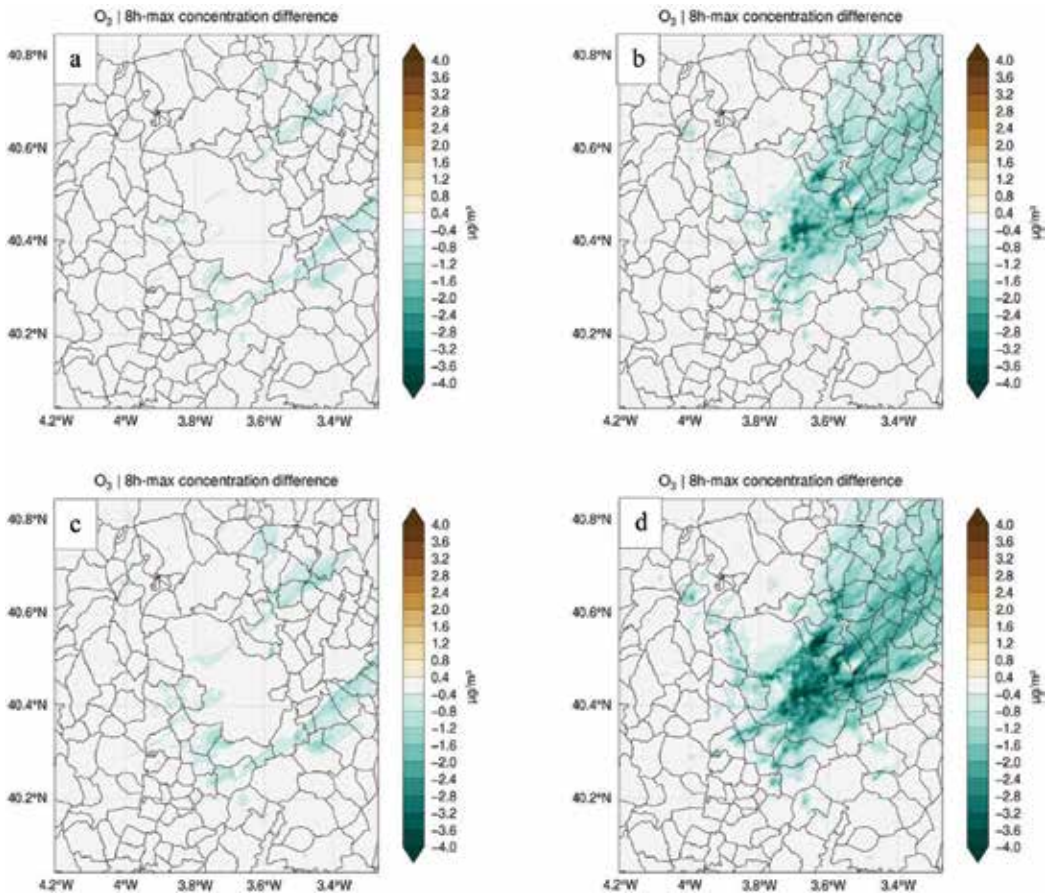 O₃ | 8h-max concentration difference
a
40.8°N
40.6°N
40.4°N
40.2°N
4.2°W 4°W 3.8°W 3.6°W 3.4°W
4.0
3.6
3.2
2.8
2.4
2.0
1.6
1.2
0.8
0.4
−0.4
−0.8
−1.2
−1.6
−2.0
−2.4
−2.8
−3.2
−3.6
−4.0
µg/m³
O₃ | 8h-max concentration difference
b
40.8°N
40.6°N
40.4°N
40.2°N
4.2°W 4°W 3.8°W 3.6°W 3.4°W
4.0
3.6
3.2
2.8
2.4
2.0
1.6
1.2
0.8
0.4
−0.4
−0.8
−1.2
−1.6
−2.0
−2.4
−2.8
−3.2
−3.6
−4.0
µg/m³
O₃ | 8h-max concentration difference
c
40.8°N
40.6°N
40.4°N
40.2°N
4.2°W 4°W 3.8°W 3.6°W 3.4°W
4.0
3.6
3.2
2.8
2.4
2.0
1.6
1.2
0.8
0.4
−0.4
−0.8
−1.2
−1.6
−2.0
−2.4
−2.8
−3.2
−3.6
−4.0
µg/m³
O₃ | 8h-max concentration difference
d
40.8°N
40.6°N
40.4°N
40.2°N
4.2°W 4°W 3.8°W 3.6°W 3.4°W
4.0
3.6
3.2
2.8
2.4
2.0
1.6
1.2
0.8
0.4
−0.4
−0.8
−1.2
−1.6
−2.0
−2.4
−2.8
−3.2
−3.6
−4.0
µg/m³